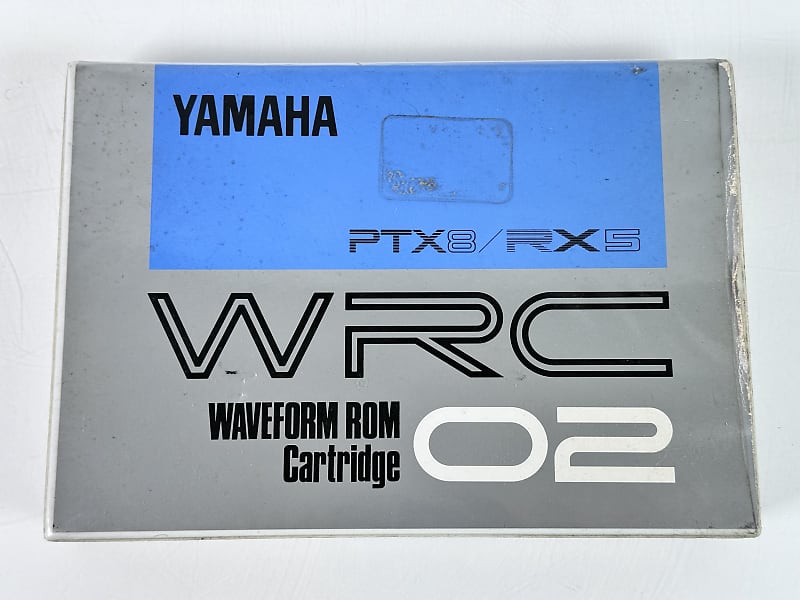 YAMAHA
PTX8/RX5
WRC
WAVEFORM ROM
Cartridge
02